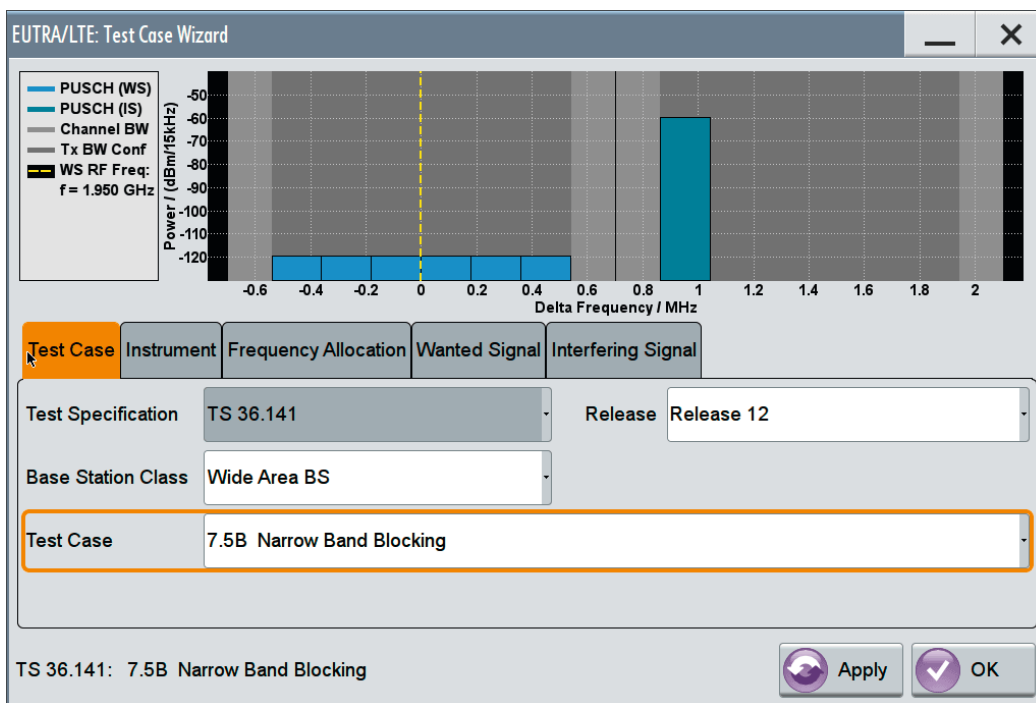 EUTRA/LTE: Test Case Wizard
PUSCH (WS)
PUSCH (IS)
Channel BW
Tx BW Conf
WS RF Freq:
f = 1.950 GHz
Power / (dBm/15kHz)
-50
-60
-70
-80
-90
-100
-110
-120
-0.6 -0.4 -0.2 0 0.2 0.4 0.6 0.8 1 1.2 1.4 1.6 1.8 2
Delta Frequency / MHz
Test Case Instrument Frequency Allocation Wanted Signal Interfering Signal
Test Specification TS 36.141 Release Release 12
Base Station Class Wide Area BS
Test Case 7.5B Narrow Band Blocking
TS 36.141: 7.5B Narrow Band Blocking Apply OK